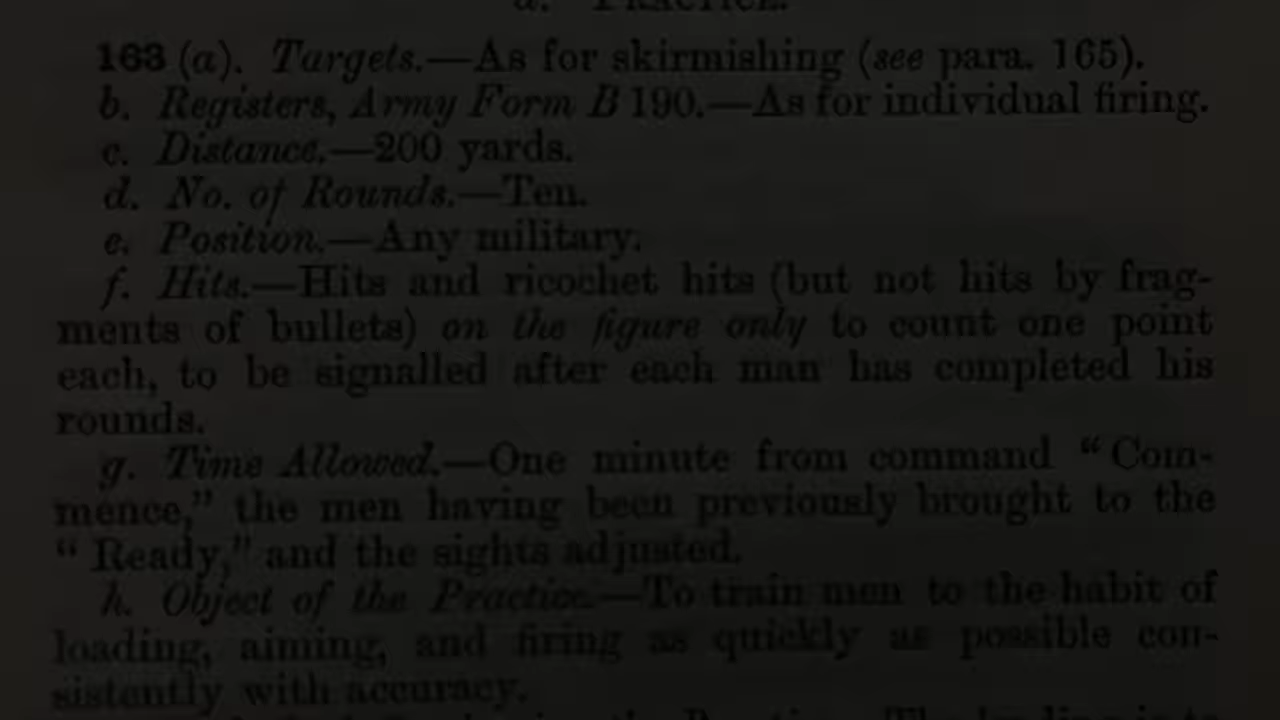 a. PRACTICE.
163 (a). Targets.—As for skirmishing (see para. 165).
b. Registers, Army Form B 190.—As for individual firing.
c. Distance.—200 yards.
d. No. of Rounds.—Ten.
e. Position.—Any military.
f. Hits.—Hits and ricochet hits (but not hits by frag-
ments of bullets) on the figure only to count one point
each, to be signalled after each man has completed his
rounds.
g. Time Allowed.—One minute from command “Com-
mence,” the men having been previously brought to the
“Ready,” and the sights adjusted.
h. Object of the Practice.—To train men to the habit of
loading, aiming, and firing as quickly as possible con-
sistently with accuracy.